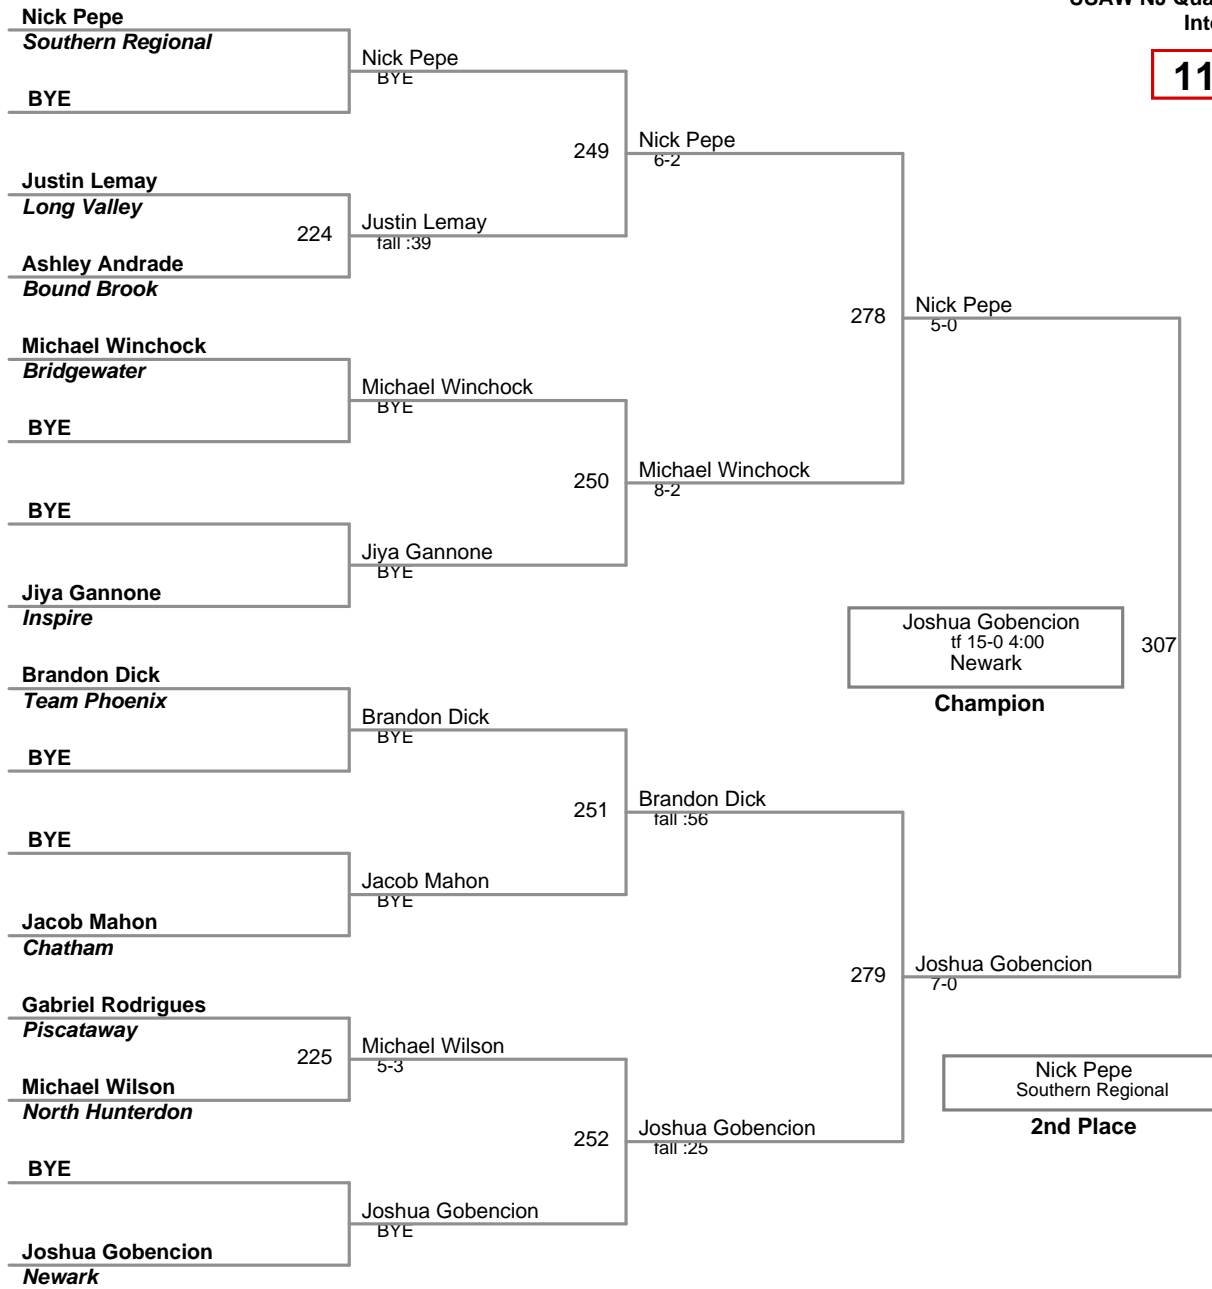 USAW NJ
Nick Pepe
Southern Regional
BYE
Justin Lemay
Long Valley
Ashley Andrade
Bound Brook
Michael Winchock
Bridgewater
BYE
BYE
Jiya Gannone
Inspire
Brandon Dick
Team Phoenix
BYE
BYE
Jacob Mahon
Chatham
Gabriel Rodrigues
Piscataway
Michael Wilson
North Hunterdon
BYE
Joshua Gobencion
Newark
Nick Pepe
BYE
224
Justin Lemay
fall :39
Michael Winchock
BYE
Jiya Gannone
BYE
Brandon Dick
BYE
Jacob Mahon
BYE
225
Michael Wilson
5-3
Joshua Gobencion
BYE
249
Nick Pepe
6-2
250
Michael Winchock
8-2
251
Brandon Dick
fall :56
252
Joshua Gobencion
fall :25
278
Nick Pepe
5-0
279
Joshua Gobencion
7-0
307
Joshua Gobencion
tf 15-0 4:00
Newark
Champion
Nick Pepe
Southern Regional
2nd Place
11